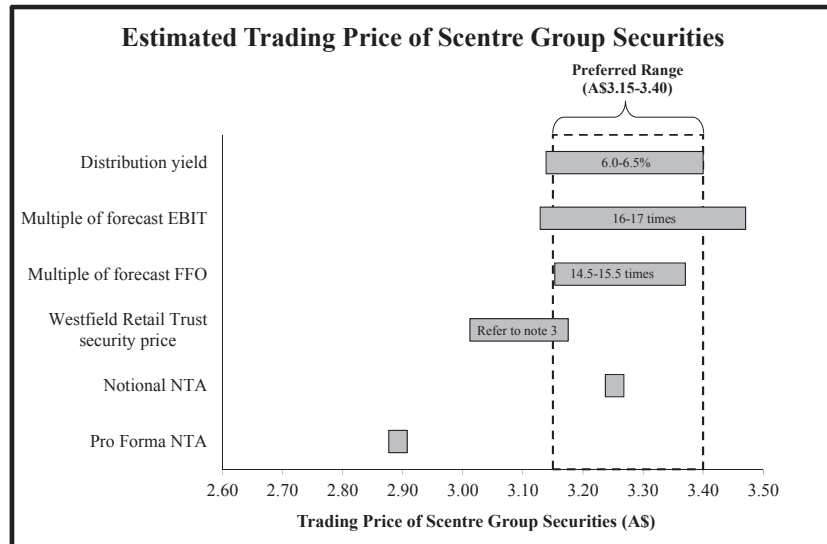 Estimated Trading Price of Scentre Group Securities
Preferred Range
(A$3.15-3.40)
Distribution yield
6.0-6.5%
Multiple of forecast EBIT
16-17 times
Multiple of forecast FFO
14.5-15.5 times
Westfield Retail Trust
security price
Refer to note 3
Notional NTA
Pro Forma NTA
2.60 2.70 2.80 2.90 3.00 3.10 3.20 3.30 3.40 3.50
Trading Price of Scentre Group Securities (A$)